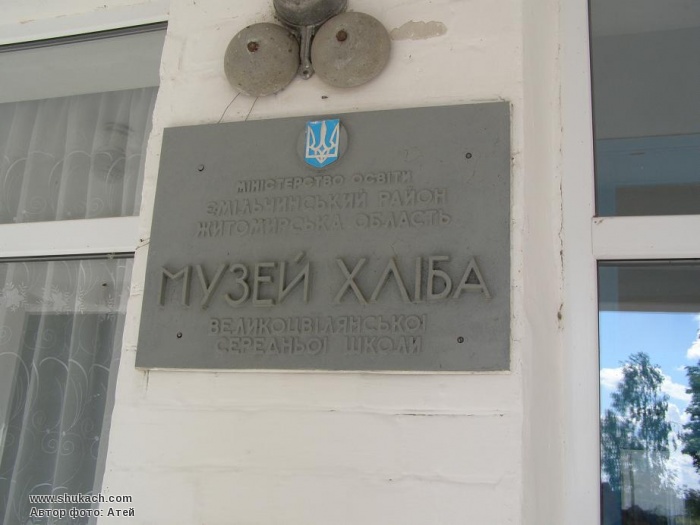 МІНІСТЕРСТВО ОСВІТИ
ЄМІЛЬЧИНСЬКИЙ РАЙОН
ЖИТОМИРСЬКА ОБЛАСТЬ
МУЗЕЙ ХЛІБА
ВЕЛИКОЦВІЛЯНСЬКОЇ
СЕРЕДНЬОЇ ШКОЛИ
www.shukach.com
Автор фото: Атей